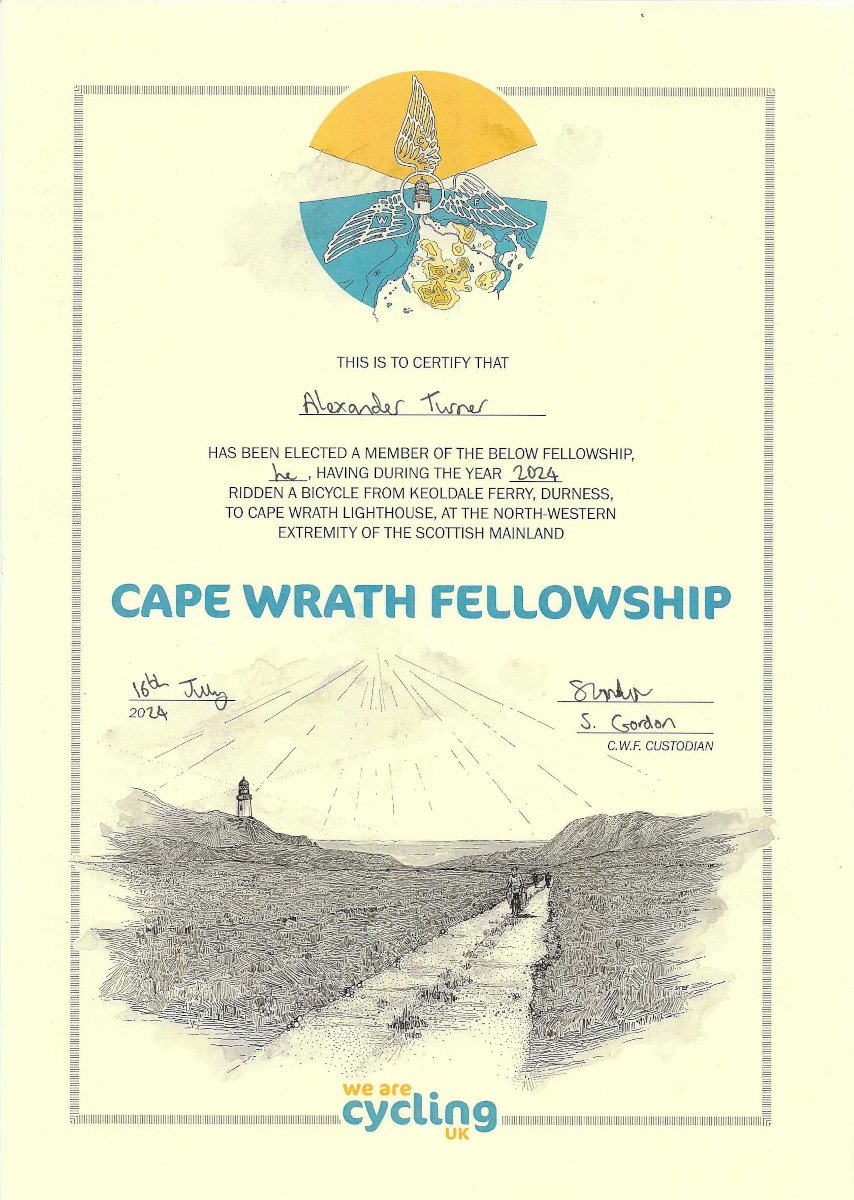 C
W
F
THIS IS TO CERTIFY THAT
Alexander Turner
HAS BEEN ELECTED A MEMBER OF THE BELOW FELLOWSHIP,
he, HAVING DURING THE YEAR 2024
RIDDEN A BICYCLE FROM KEOLDALE FERRY, DURNESS,
TO CAPE WRATH LIGHTHOUSE, AT THE NORTH-WESTERN
EXTREMITY OF THE SCOTTISH MAINLAND
CAPE WRATH FELLOWSHIP
16th July
2024
S. Gordon
C.W.F. CUSTODIAN
STEF
we are
cycling
UK